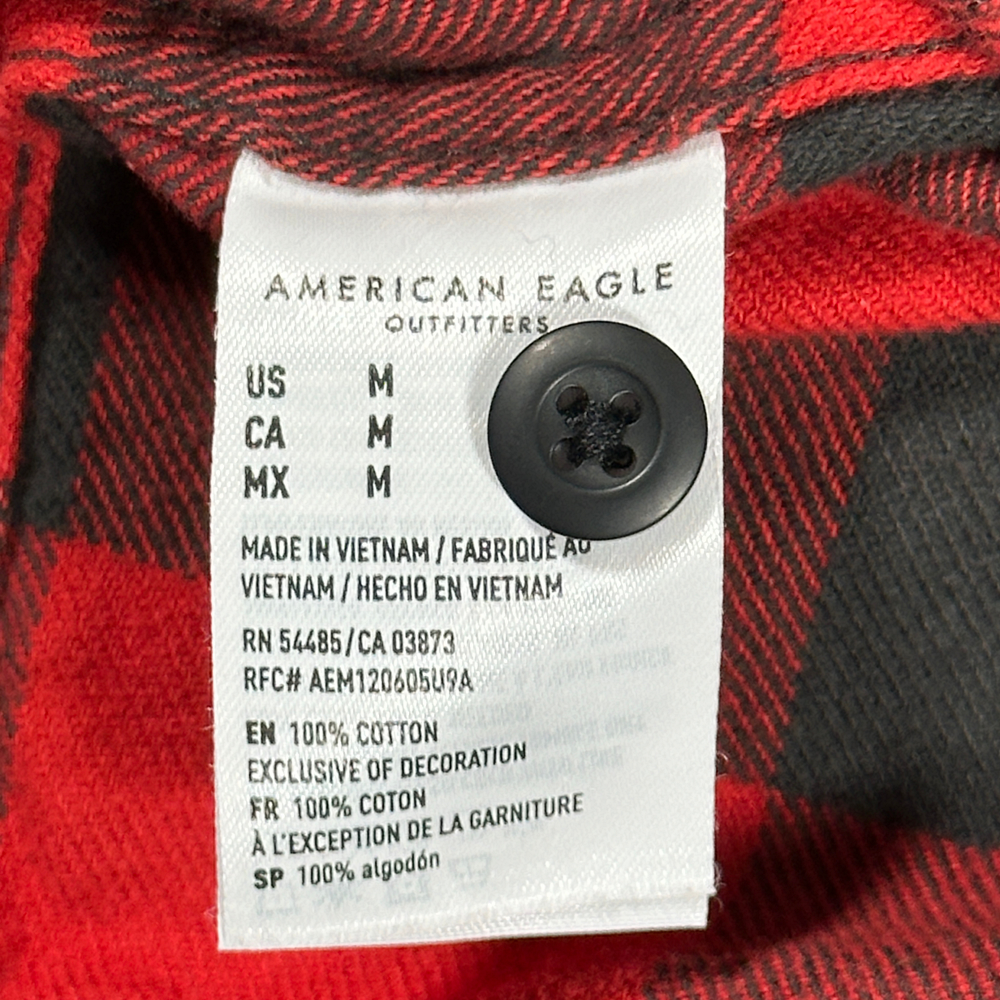 AMERICAN EAGLE
OUTFITTERS
US M
CA M
MX M
MADE IN VIETNAM / FABRIQUÉ AU
VIETNAM / HECHO EN VIETNAM
RN 54485/CA 03873
RFC# AEM120605U9A
EN 100% COTTON
EXCLUSIVE OF DECORATION
FR 100% COTON
À L'EXCEPTION DE LA GARNITURE
SP 100% algodón